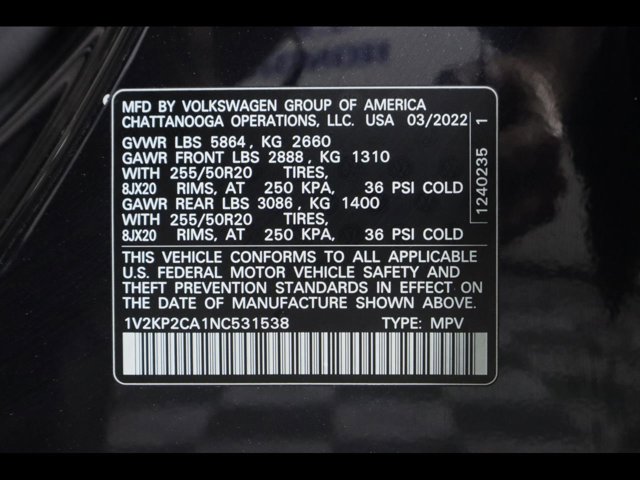 MFD BY VOLKSWAGEN GROUP OF AMERICA
CHATTANOOGA OPERATIONS, LLC. USA 03/2022
GVWR LBS 5864, KG 2660
GAWR FRONT LBS 2888, KG 1310
WITH 255/50R20 TIRES,
8JX20 RIMS, AT 250 KPA, 36 PSI COLD
GAWR REAR LBS 3086, KG 1400
WITH 255/50R20 TIRES,
8JX20 RIMS, AT 250 KPA, 36 PSI COLD
1240235 1
THIS VEHICLE CONFORMS TO ALL APPLICABLE
U.S. FEDERAL MOTOR VEHICLE SAFETY AND
THEFT PREVENTION STANDARDS IN EFFECT ON
THE DATE OF MANUFACTURE SHOWN ABOVE.
1V2KP2CA1NC531538 TYPE: MPV